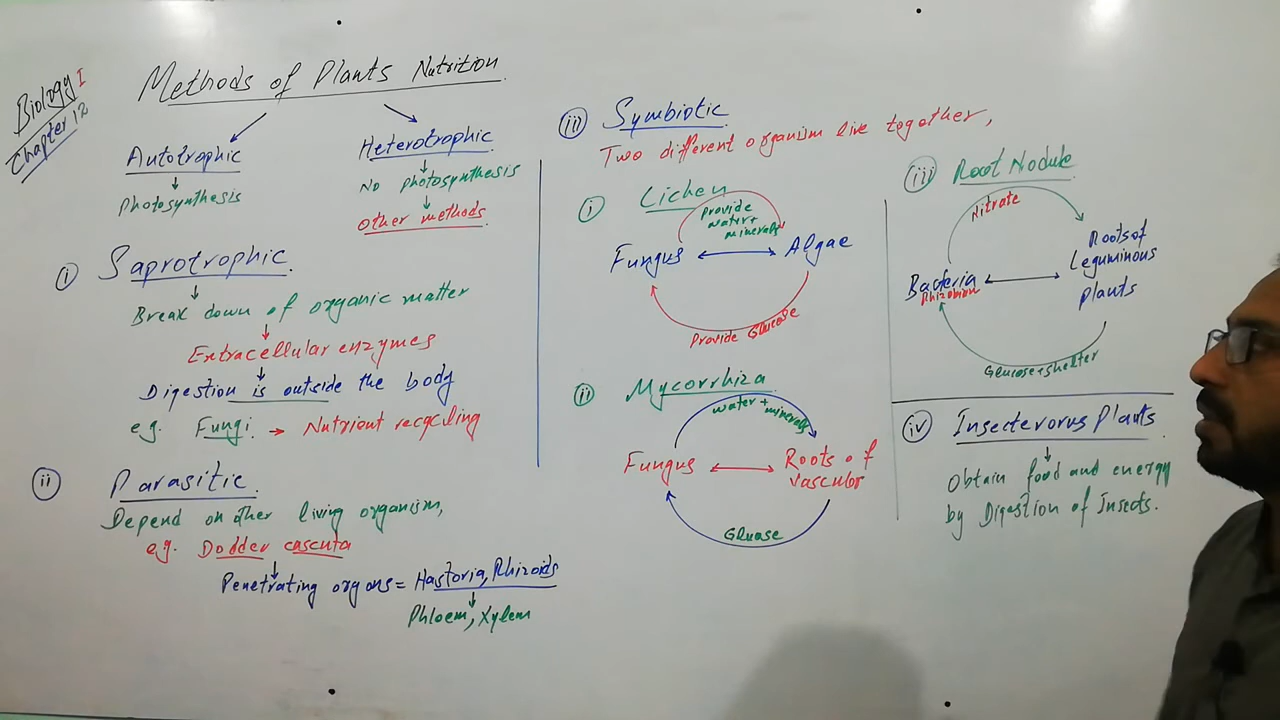 Biology I
Chapter 12
Methods of Plants Nutrition
Autotrophic
↓
Photosynthesis
Heterotrophic
↓
No photosynthesis
↓
Other methods
i Saprotrophic
↓
Break down of organic matter
↓
Extracellular enzymes
↓
Digestion is outside the body
eg. Fungi → Nutrient recycling
ii Parasitic
Depend on other living organism,
e.g. Dodder cascuta
↓
Penetrating organs = Hastoria, Rhizoids
↓
Phloem, Xylem
iii Symbiotic
Two different organism live together,
i Lichen
Provide
water +
minerals
Fungus ↔ Algae
Provide Glucose
ii Mycorrhiza
water + minerals
Fungus ↔ Roots of
vascular
Gluase
iii Root Nodule
Nitrate
Bacteria ↔ Roots of
Leguminous
plants
Rhizobium
Glucose + shelter
iv Insecterorus Plants
↓
Obtain food and energy
by Digestion of Insects.